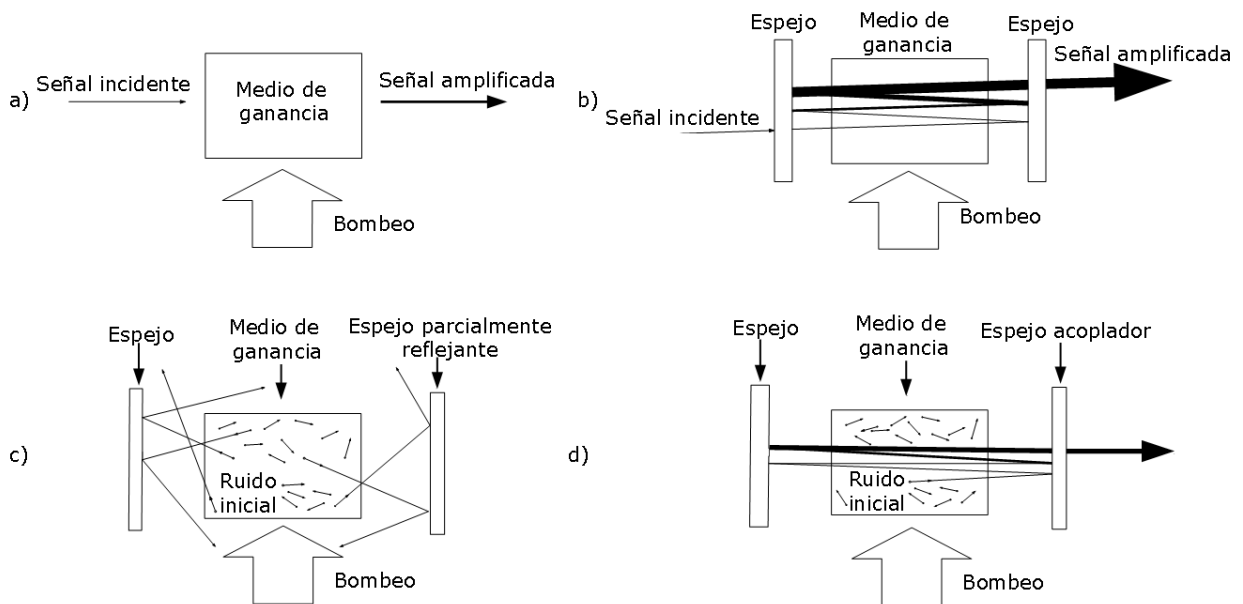 a)
Señal incidente
Medio de
ganancia
Señal amplificada
Bombeo
b)
Espejo
Medio de
ganancia
Espejo
Señal amplificada
Señal incidente
Bombeo
c)
Espejo
Medio de
ganancia
Espejo parcialmente
reflejante
Ruido
inicial
Bombeo
d)
Espejo
Medio de
ganancia
Espejo acoplador
Ruido
inicial
Bombeo